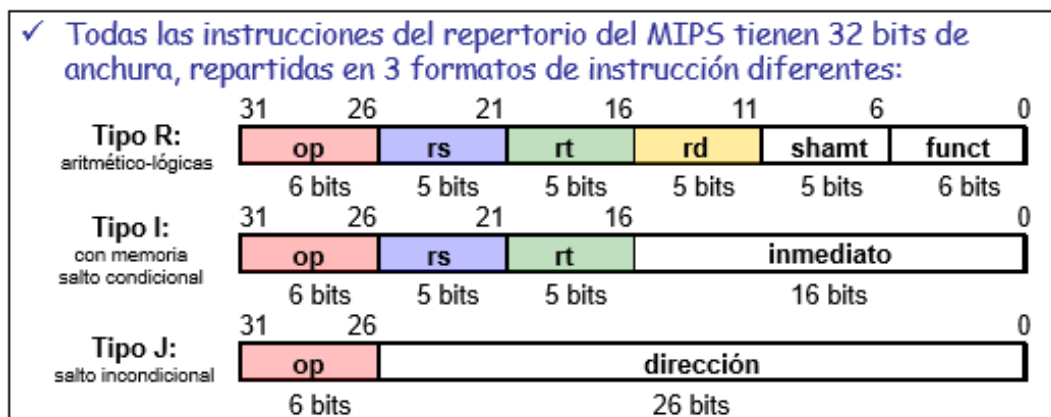 ✓ Todas las instrucciones del repertorio del MIPS tienen 32 bits de
anchura, repartidas en 3 formatos de instrucción diferentes:
31 26 21 16 11 6 0
Tipo R:
aritmético-lógicas
op rs rt rd shamt funct
6 bits 5 bits 5 bits 5 bits 5 bits 6 bits
31 26 21 16 0
Tipo I:
con memoria
salto condicional
op rs rt inmediato
6 bits 5 bits 5 bits 16 bits
31 26 0
Tipo J:
salto incondicional
op dirección
6 bits 26 bits